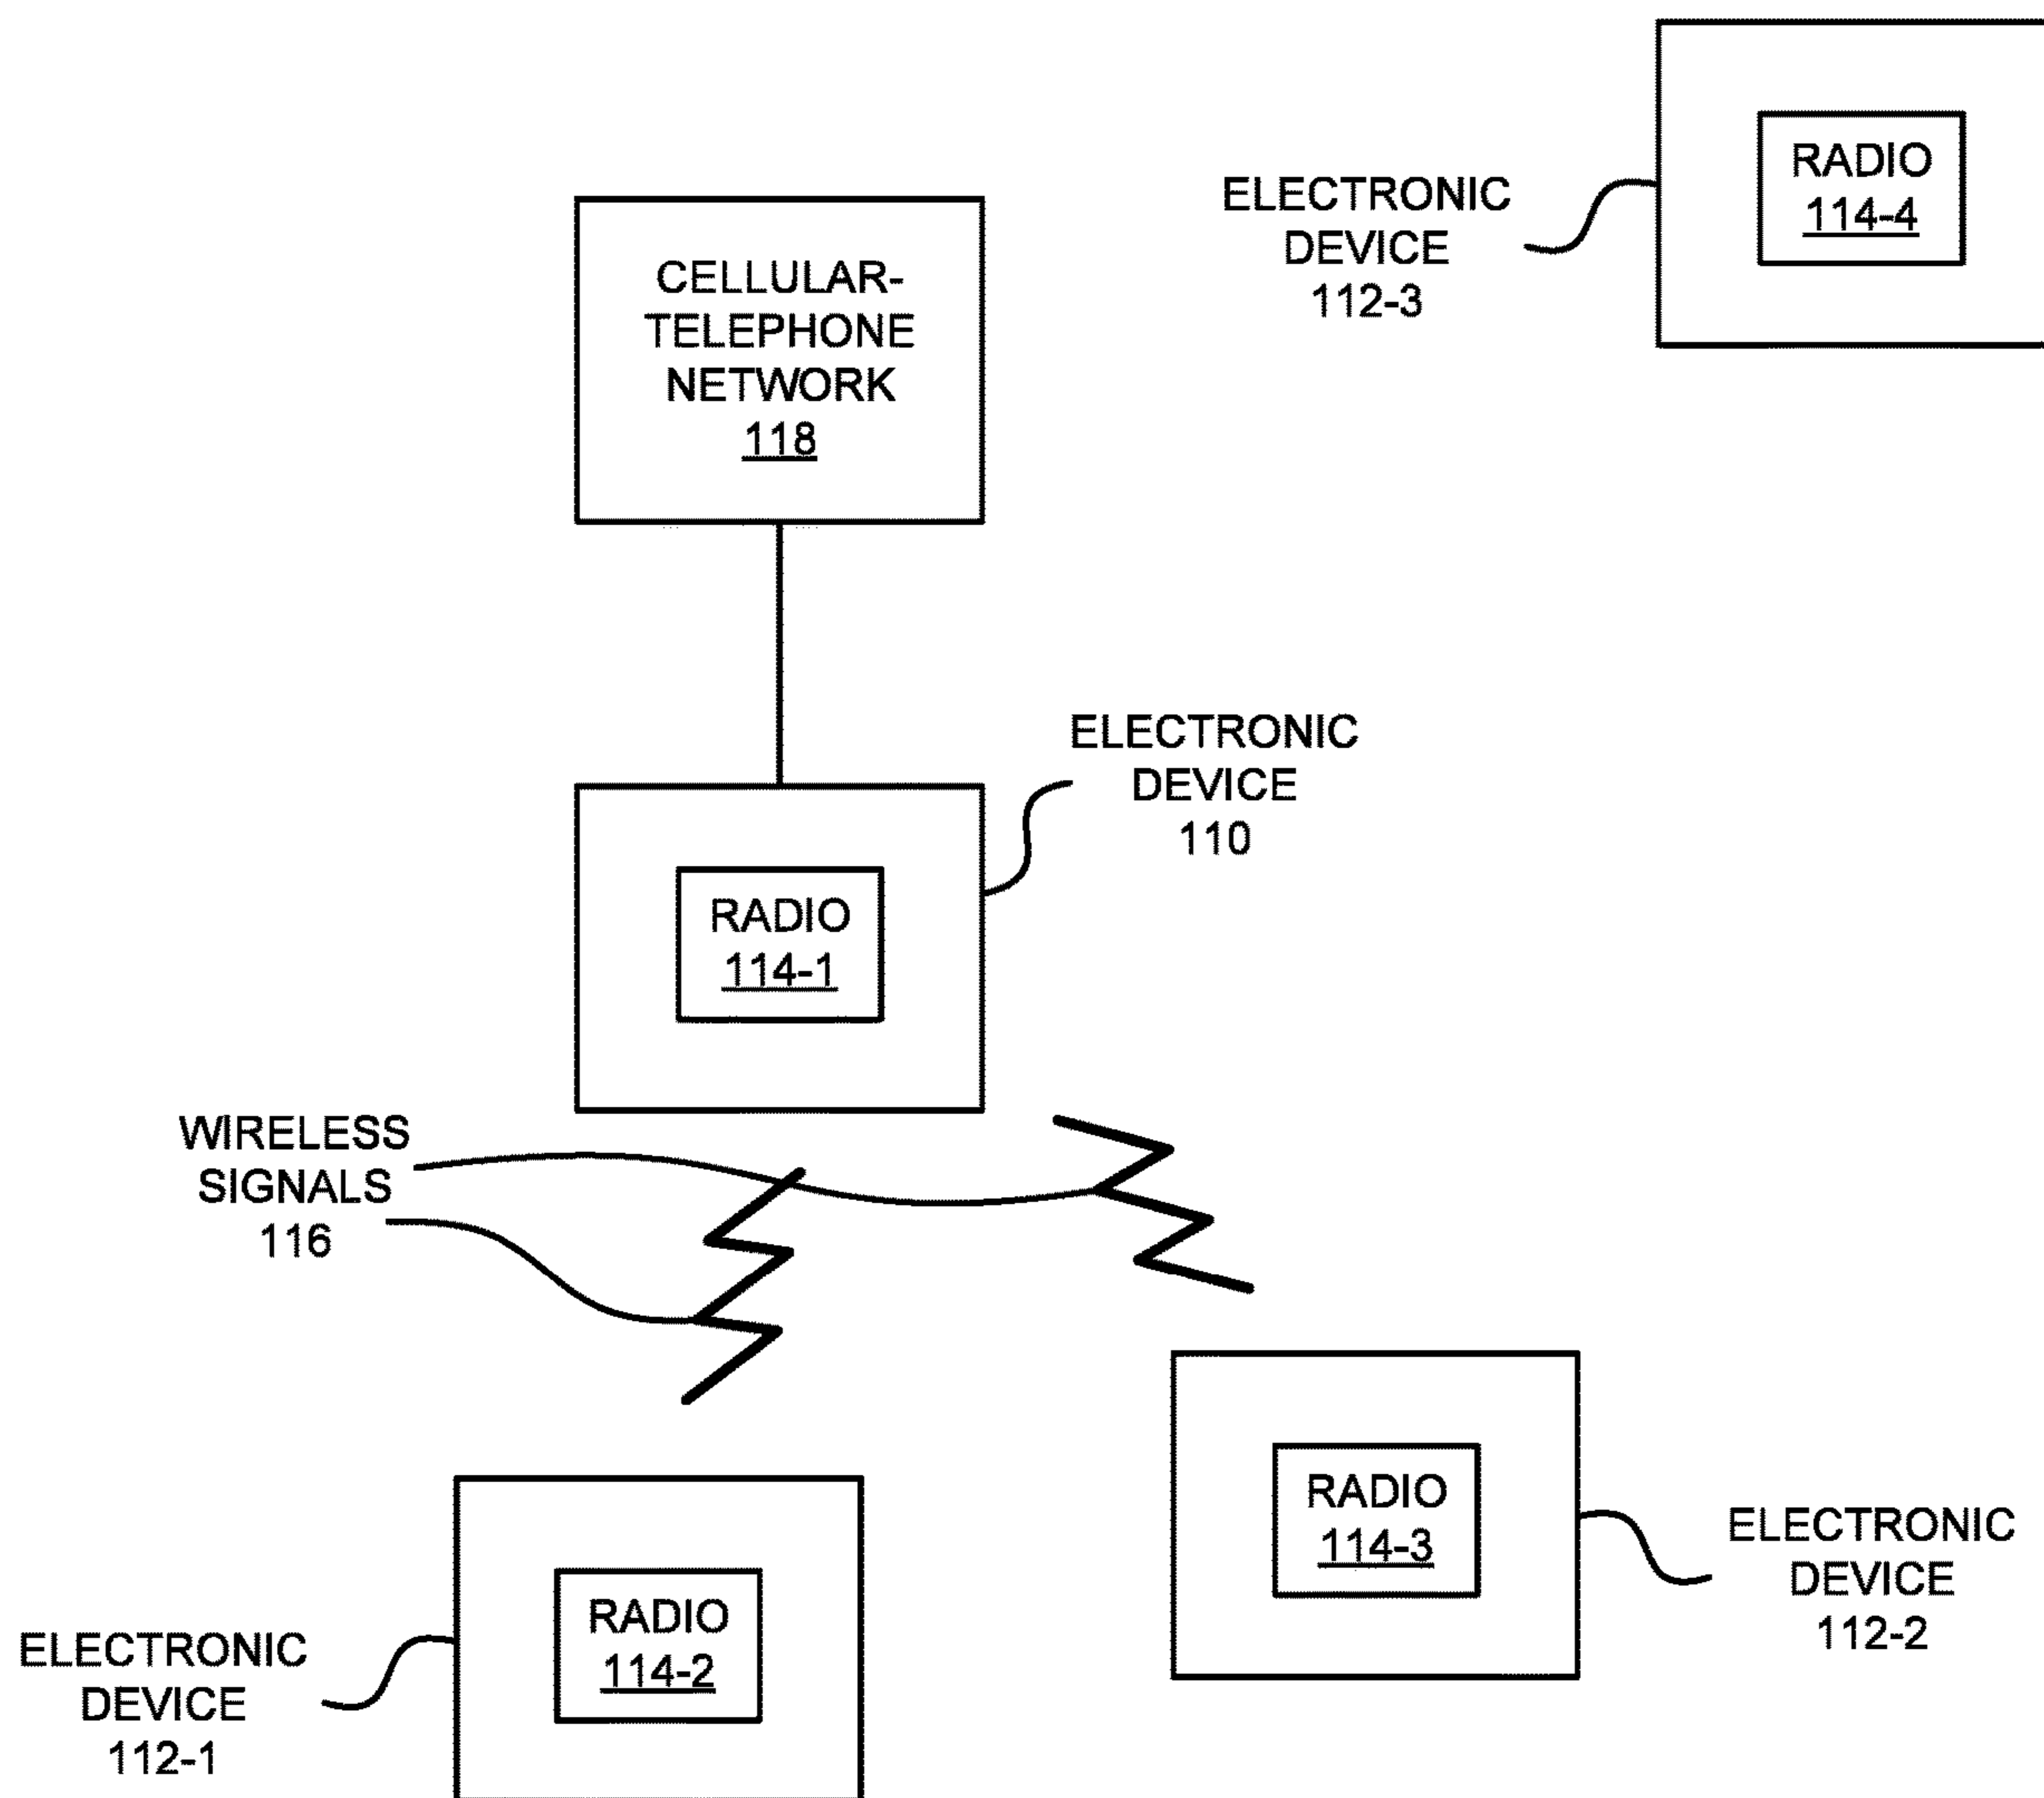 RADIO
114-4
ELECTRONIC
DEVICE
112-3
CELLULAR-
TELEPHONE
NETWORK
118
ELECTRONIC
DEVICE
110
RADIO
114-1
WIRELESS
SIGNALS
116
RADIO
114-3
ELECTRONIC
DEVICE
112-2
RADIO
114-2
ELECTRONIC
DEVICE
112-1